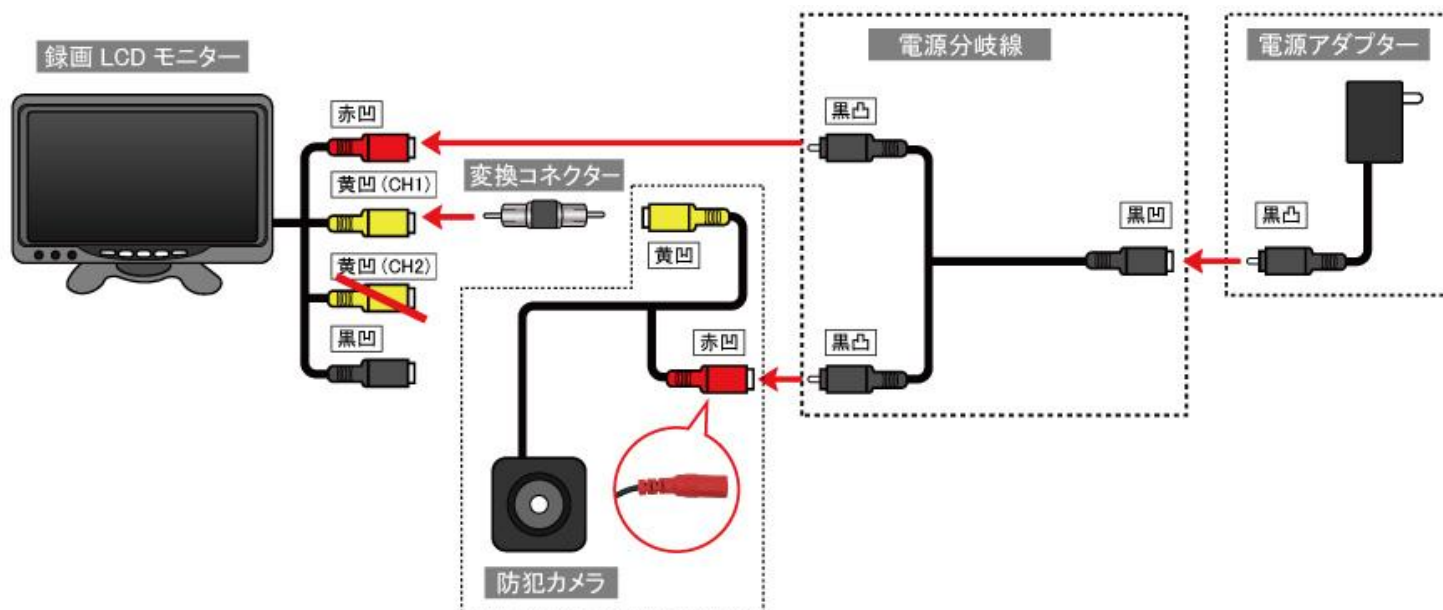 録画 LCD モニター
赤凹
黄凹(CH1)
黄凹(CH2)
黒凹
変換コネクター
黄凹
赤凹
防犯カメラ
電源分岐線
黒凸
黒凸
黒凹
電源アダプター
黒凸